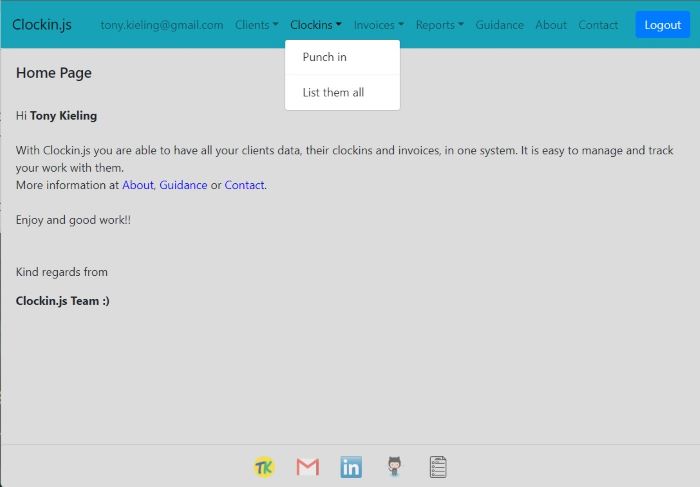 Clockin.js tony.kieling@gmail.com Clients Clockins Invoices Reports Guidance About Contact Logout
Punch in
List them all
Home Page
Hi Tony Kieling
With Clockin.js you are able to have all your clients data, their clockins and invoices, in one system. It is easy to manage and track
your work with them.
More information at About, Guidance or Contact.
Enjoy and good work!!
Kind regards from
Clockin.js Team :)
TK
in